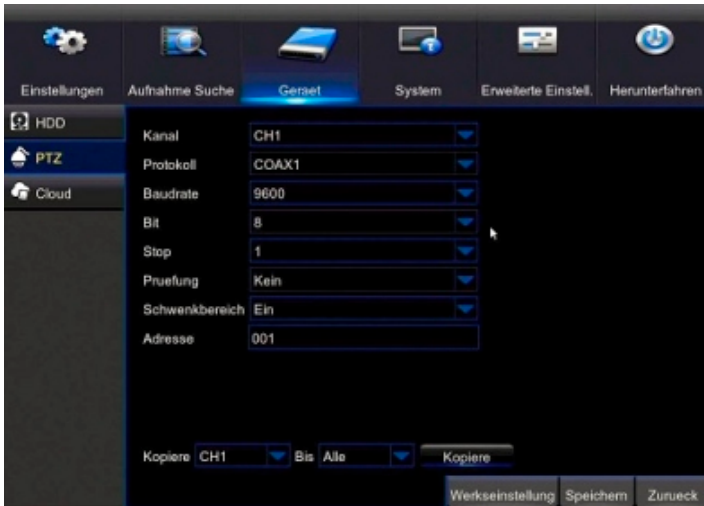 Einstellungen Aufnahme Suche Geraet System Erweiterte Einstell. Herunterfahren
HDD
PTZ
Cloud
Kanal CH1
Protokoll COAX1
Baudrate 9600
Bit 8
Stop 1
Pruefung Kein
Schwenkbereich Ein
Adresse 001
Kopiere CH1 Bis Alle Kopiere
Werkseinstellung Speichern Zurueck